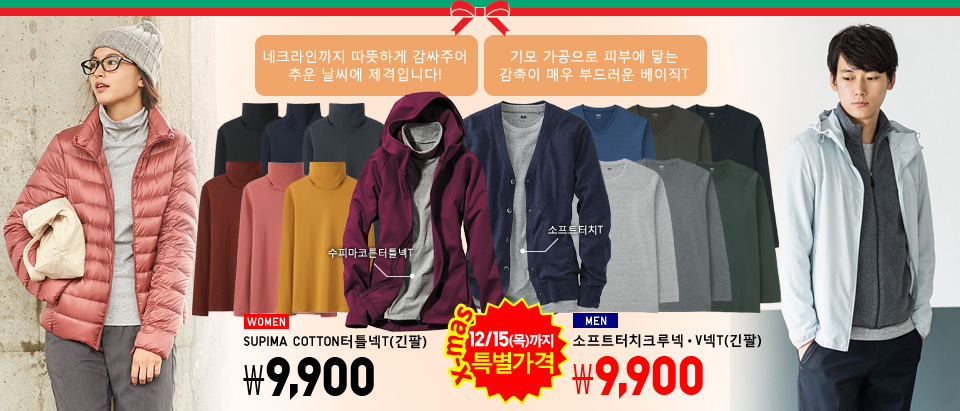 네크라인까지 따뜻하게 감싸주어
추운 날씨에 제격입니다!
기모 가공으로 피부에 닿는
감촉이 매우 부드러운 베이직T
수피마코튼터틀넥T
소프트터치T
WOMEN
SUPIMA COTTON터틀넥T(긴팔)
₩9,900
x-mas
12/15(목)까지
특별가격
MEN
소프트터치크루넥·V넥T(긴팔)
₩9,900